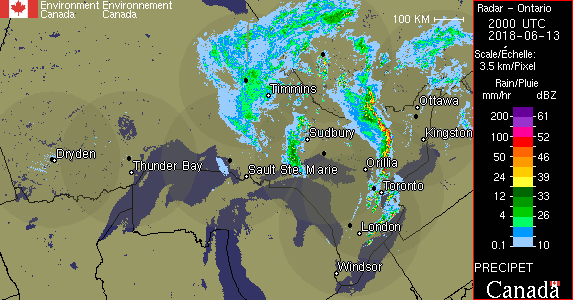 Environment Environnement
Canada Canada
100 KM
Timmins
Ottawa
Sudbury
Kingston
Dryden
Thunder Bay
Sault Ste. Marie
Orillia
Toronto
London
Windsor
Radar - Ontario
2000 UTC
2018-06-13
Scale/Échelle:
3.5 km/Pixel
Rain/Pluie
mm/hr dBZ
200 61
100 52
50 46
24 39
12 33
4 26
0.1 10
PRECIPET
Canada